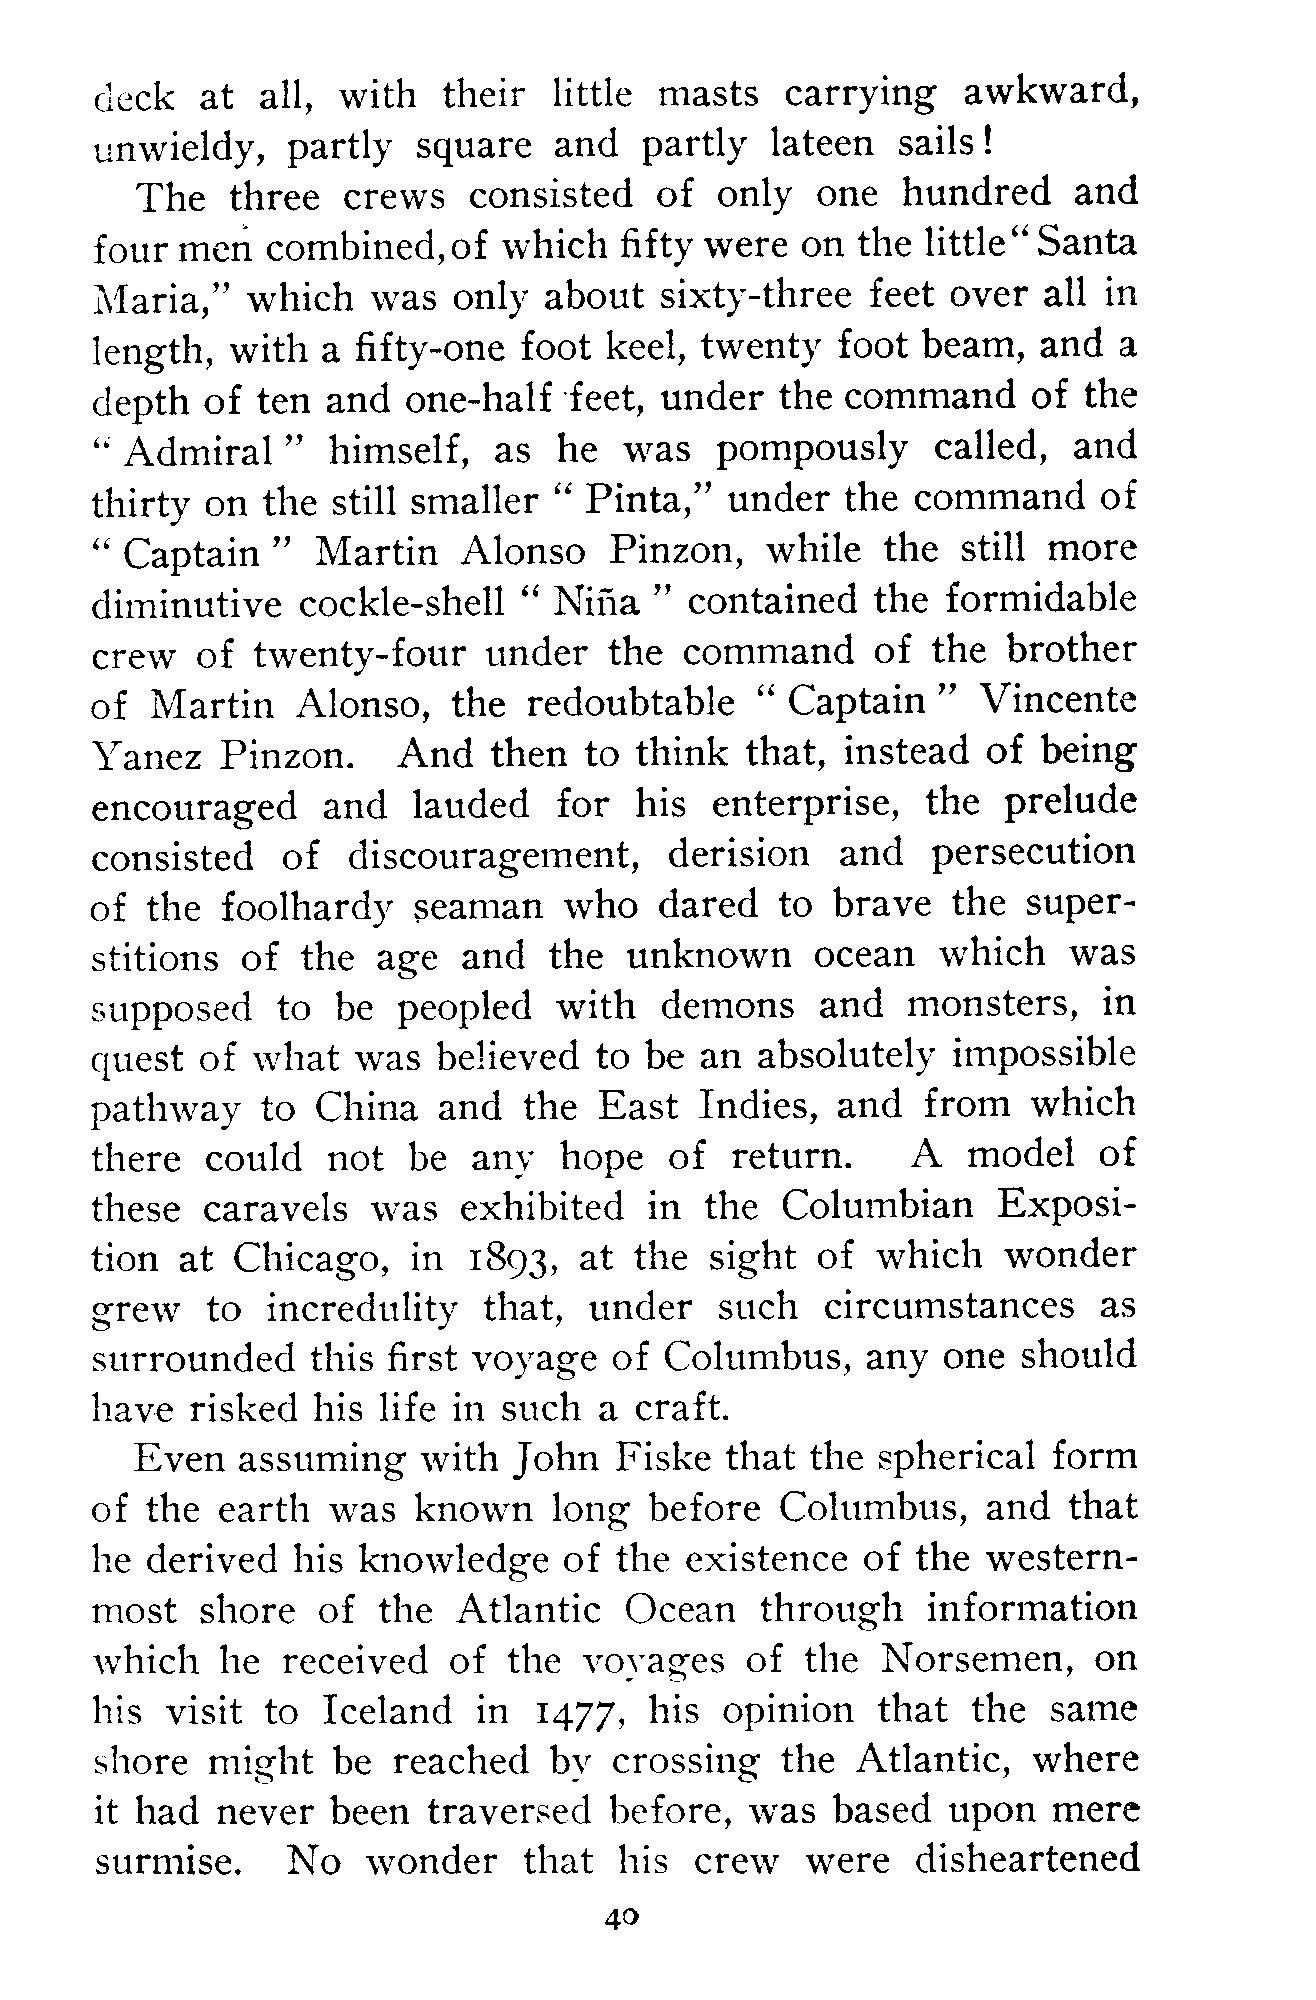 deck at all, with their little masts carrying awkward,
unwieldy, partly square and partly lateen sails!
The three crews consisted of only one hundred and
four men combined, of which fifty were on the little "Santa
Maria," which was only about sixty-three feet over all in
length, with a fifty-one foot keel, twenty foot beam, and a
depth of ten and one-half feet, under the command of the
"Admiral" himself, as he was pompously called, and
thirty on the still smaller "Pinta," under the command of
"Captain" Martin Alonso Pinzon, while the still more
diminutive cockle-shell "Niña" contained the formidable
crew of twenty-four under the command of the brother
of Martin Alonso, the redoubtable "Captain" Vincente
Yanez Pinzon. And then to think that, instead of being
encouraged and lauded for his enterprise, the prelude
consisted of discouragement, derision and persecution
of the foolhardy seaman who dared to brave the super-
stitions of the age and the unknown ocean which was
supposed to be peopled with demons and monsters, in
quest of what was believed to be an absolutely impossible
pathway to China and the East Indies, and from which
there could not be any hope of return. A model of
these caravels was exhibited in the Columbian Exposi-
tion at Chicago, in 1893, at the sight of which wonder
grew to incredulity that, under such circumstances as
surrounded this first voyage of Columbus, any one should
have risked his life in such a craft.
Even assuming with John Fiske that the spherical form
of the earth was known long before Columbus, and that
he derived his knowledge of the existence of the western-
most shore of the Atlantic Ocean through information
which he received of the voyages of the Norsemen, on
his visit to Iceland in 1477, his opinion that the same
shore might be reached by crossing the Atlantic, where
it had never been traversed before, was based upon mere
surmise. No wonder that his crew were disheartened
40